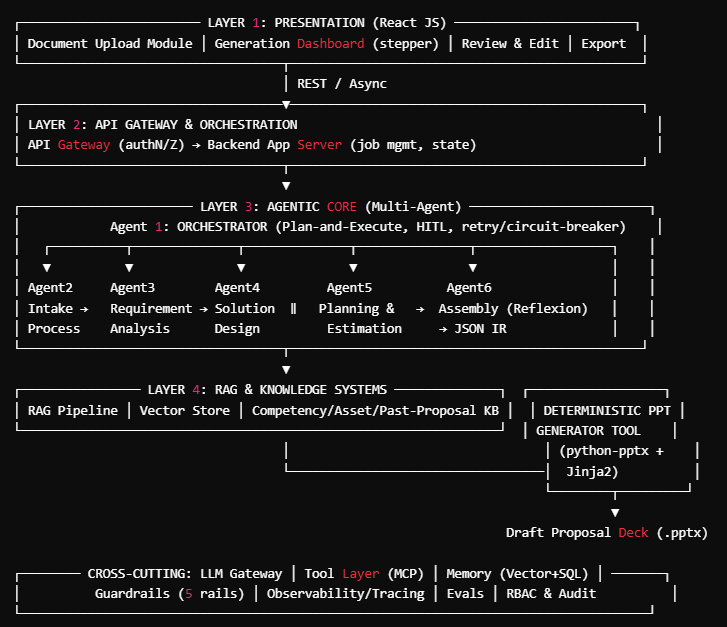 LAYER 1: PRESENTATION (React JS)
Document Upload Module | Generation Dashboard (stepper) | Review & Edit | Export
REST / Async
LAYER 2: API GATEWAY & ORCHESTRATION
API Gateway (authN/Z) → Backend App Server (job mgmt, state)
LAYER 3: AGENTIC CORE (Multi-Agent)
Agent 1: ORCHESTRATOR (Plan-and-Execute, HITL, retry/circuit-breaker)
Agent2 Agent3 Agent4 Agent5 Agent6
Intake → Requirement → Solution ‖ Planning & → Assembly (Reflexion)
Process Analysis Design Estimation → JSON IR
LAYER 4: RAG & KNOWLEDGE SYSTEMS
RAG Pipeline | Vector Store | Competency/Asset/Past-Proposal KB | DETERMINISTIC PPT
GENERATOR TOOL
(python-pptx +
Jinja2)
Draft Proposal Deck (.pptx)
CROSS-CUTTING: LLM Gateway | Tool Layer (MCP) | Memory (Vector+SQL) |
Guardrails (5 rails) | Observability/Tracing | Evals | RBAC & Audit